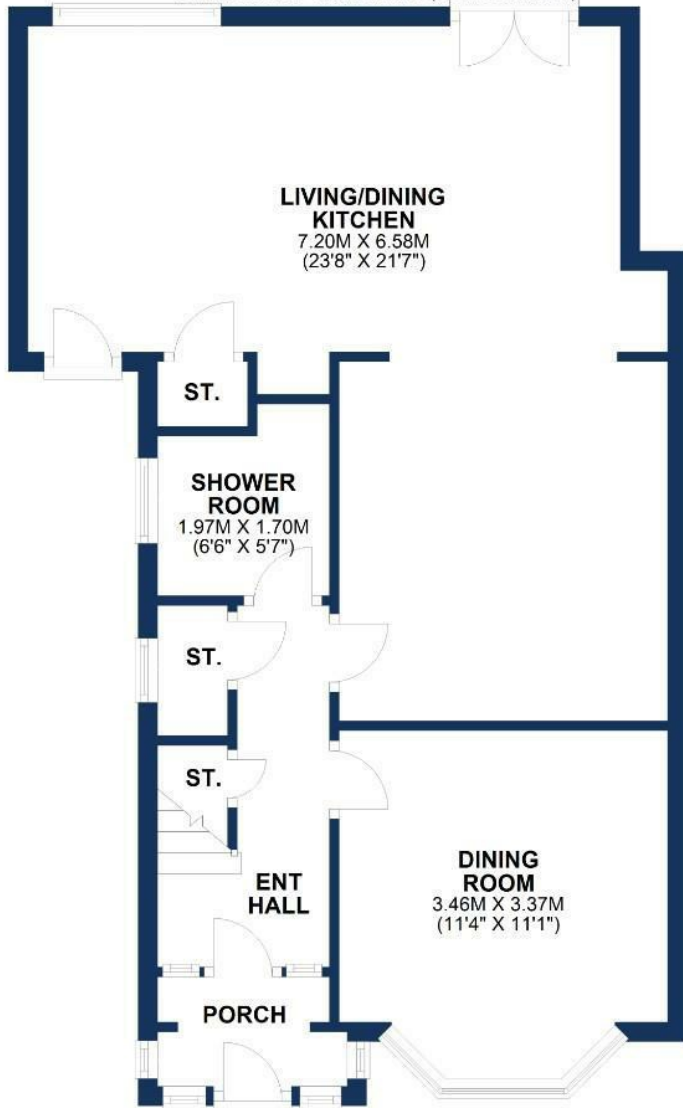 LIVING/DINING
KITCHEN
7.20M X 6.58M
(23'8" X 21'7")
ST.
SHOWER
ROOM
1.97M X 1.70M
(6'6" X 5'7")
ST.
ST.
ENT
HALL
DINING
ROOM
3.46M X 3.37M
(11'4" X 11'1")
PORCH